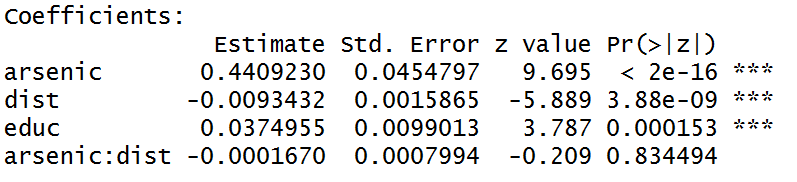 Coefficients:
               Estimate Std. Error z value Pr(>|z|)
arsenic       0.4409230  0.0454797   9.695  < 2e-16 ***
dist         -0.0093432  0.0015865  -5.889 3.88e-09 ***
educ          0.0374955  0.0099013   3.787 0.000153 ***
arsenic:dist -0.0001670  0.0007994  -0.209 0.834494